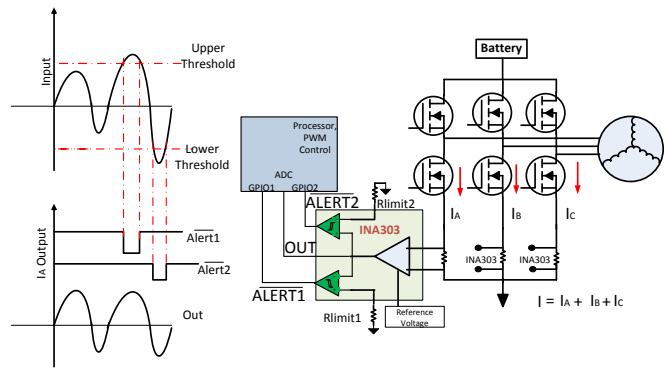 Input
Upper
Threshold
Lower
Threshold
IA Output
Alert1
Alert2
Out
Battery
Processor,
PWM
Control
ADC
GPIO1
GPIO2
ALERT2
Rlimit2
OUT
INA303
ALERT1
Rlimit1
Reference
Voltage
IA
IB
IC
INA303
INA303
I = IA + IB + IC